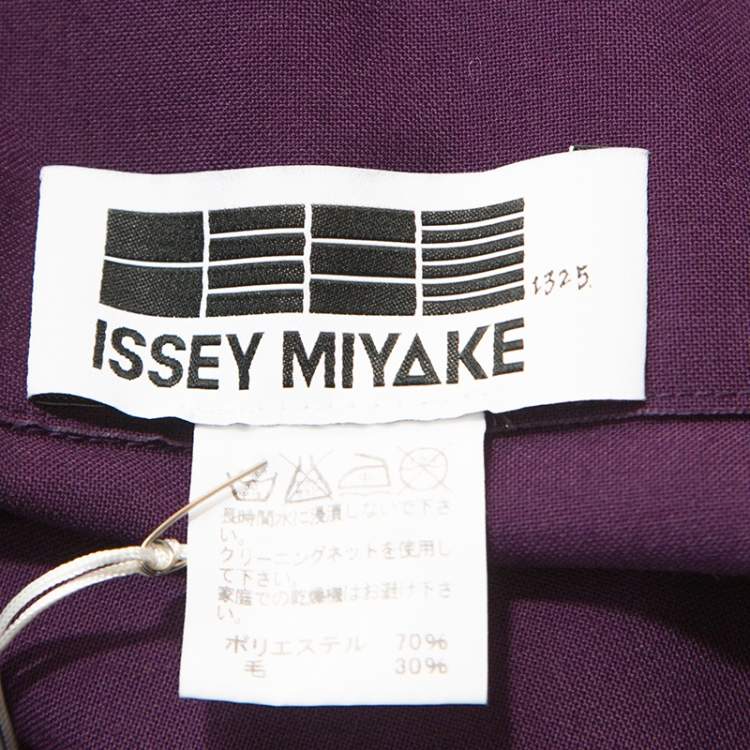 1325.
ISSEY MIYAKE
長時間水に浸漬しないで下さ
い。
クリーニングネットを使用し
て下さい。
家庭での乾燥機はお避け下さ
い。
ポリエステル 70%
毛 30%